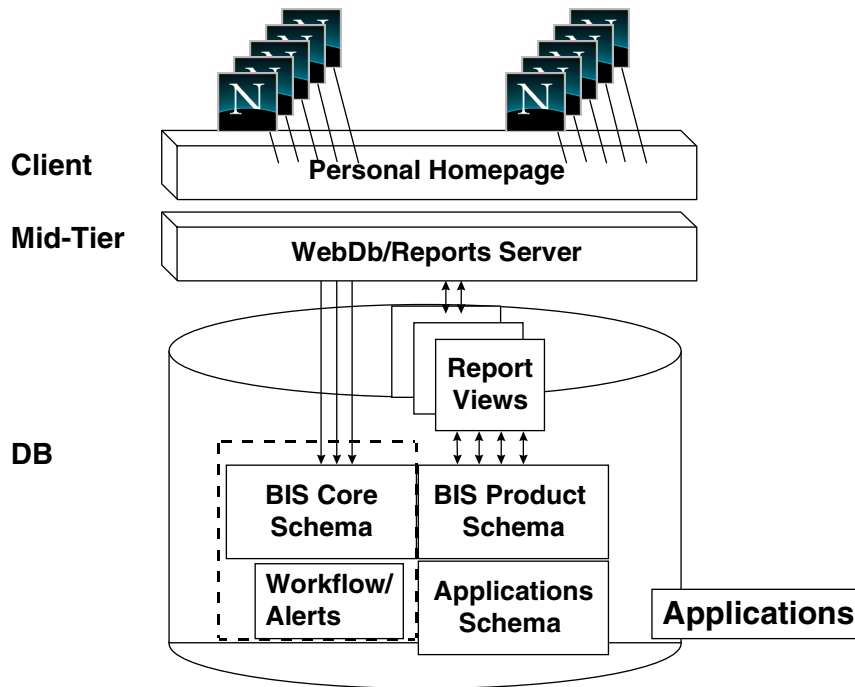 N N N N N N N N N N
Client
Personal Homepage
Mid-Tier
WebDb/Reports Server
Report
Views
DB
BIS Core
Schema
BIS Product
Schema
Workflow/
Alerts
Applications
Schema
Applications